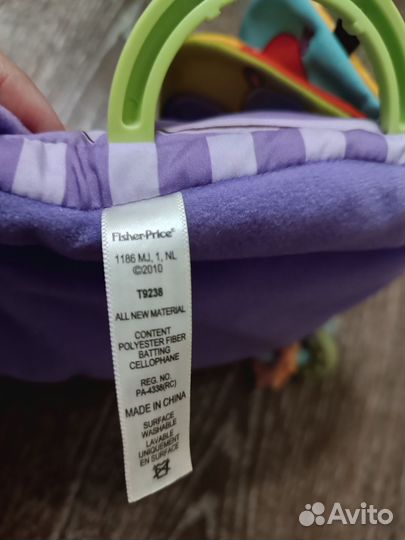 Fisher-Price®
1186 MJ, 1, NL
©2010
T9238
ALL NEW MATERIAL
CONTENT
POLYESTER FIBER
BATTING
CELLOPHANE
REG. NO.
PA-4338(RC)
MADE IN CHINA
SURFACE
WASHABLE
LAVABLE
UNIQUEMENT
EN SURFACE
Avito